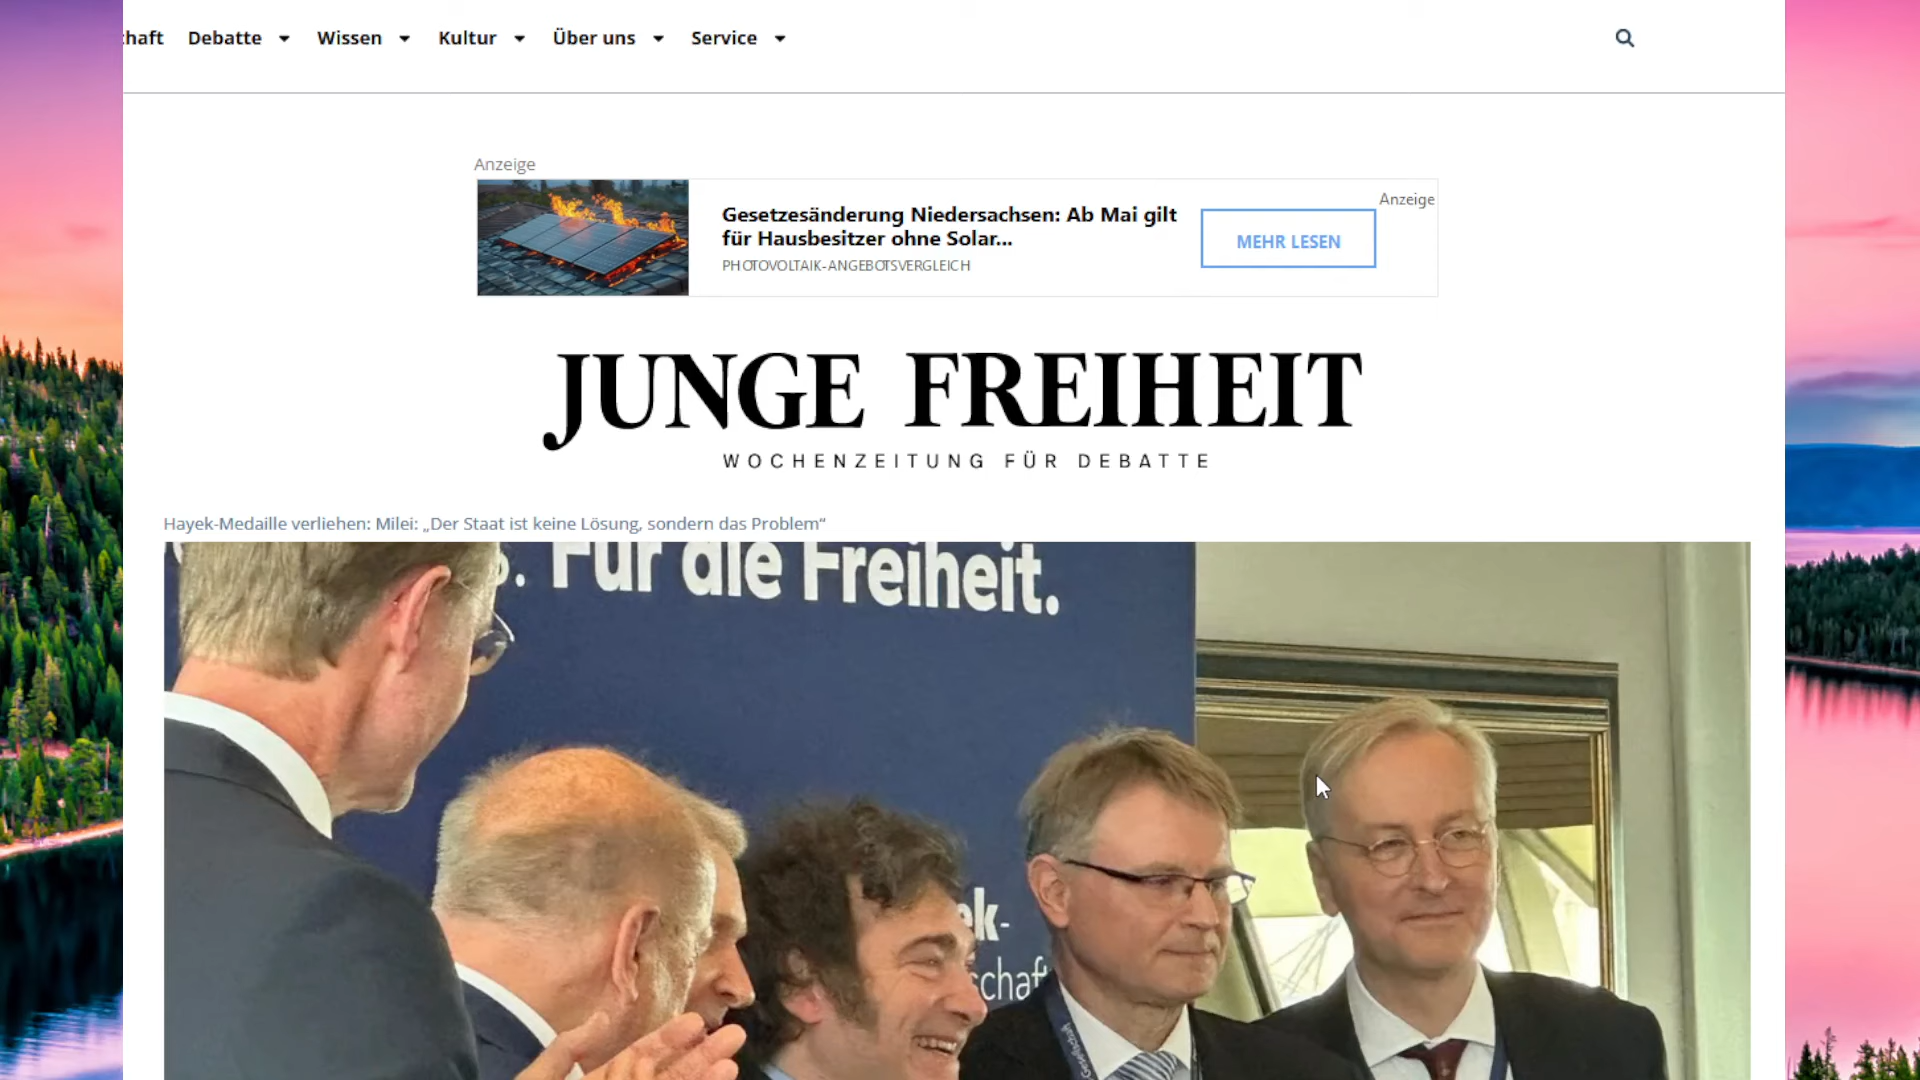 Debatte
Wissen
Kultur
Über uns
Service
Anzeige
Anzeige
Gesetzesänderung Niedersachsen: Ab Mai gilt
für Hausbesitzer ohne Solar...
PHOTOVOLTAIK-ANGEBOTSVERGLEICH
MEHR LESEN
JUNGE FREIHEIT
WOCHENZEITUNG FÜR DEBATTE
Hayek-Medaille verliehen: Milei: „Der Staat ist keine Lösung, sondern das Problem“
Für die Freiheit.